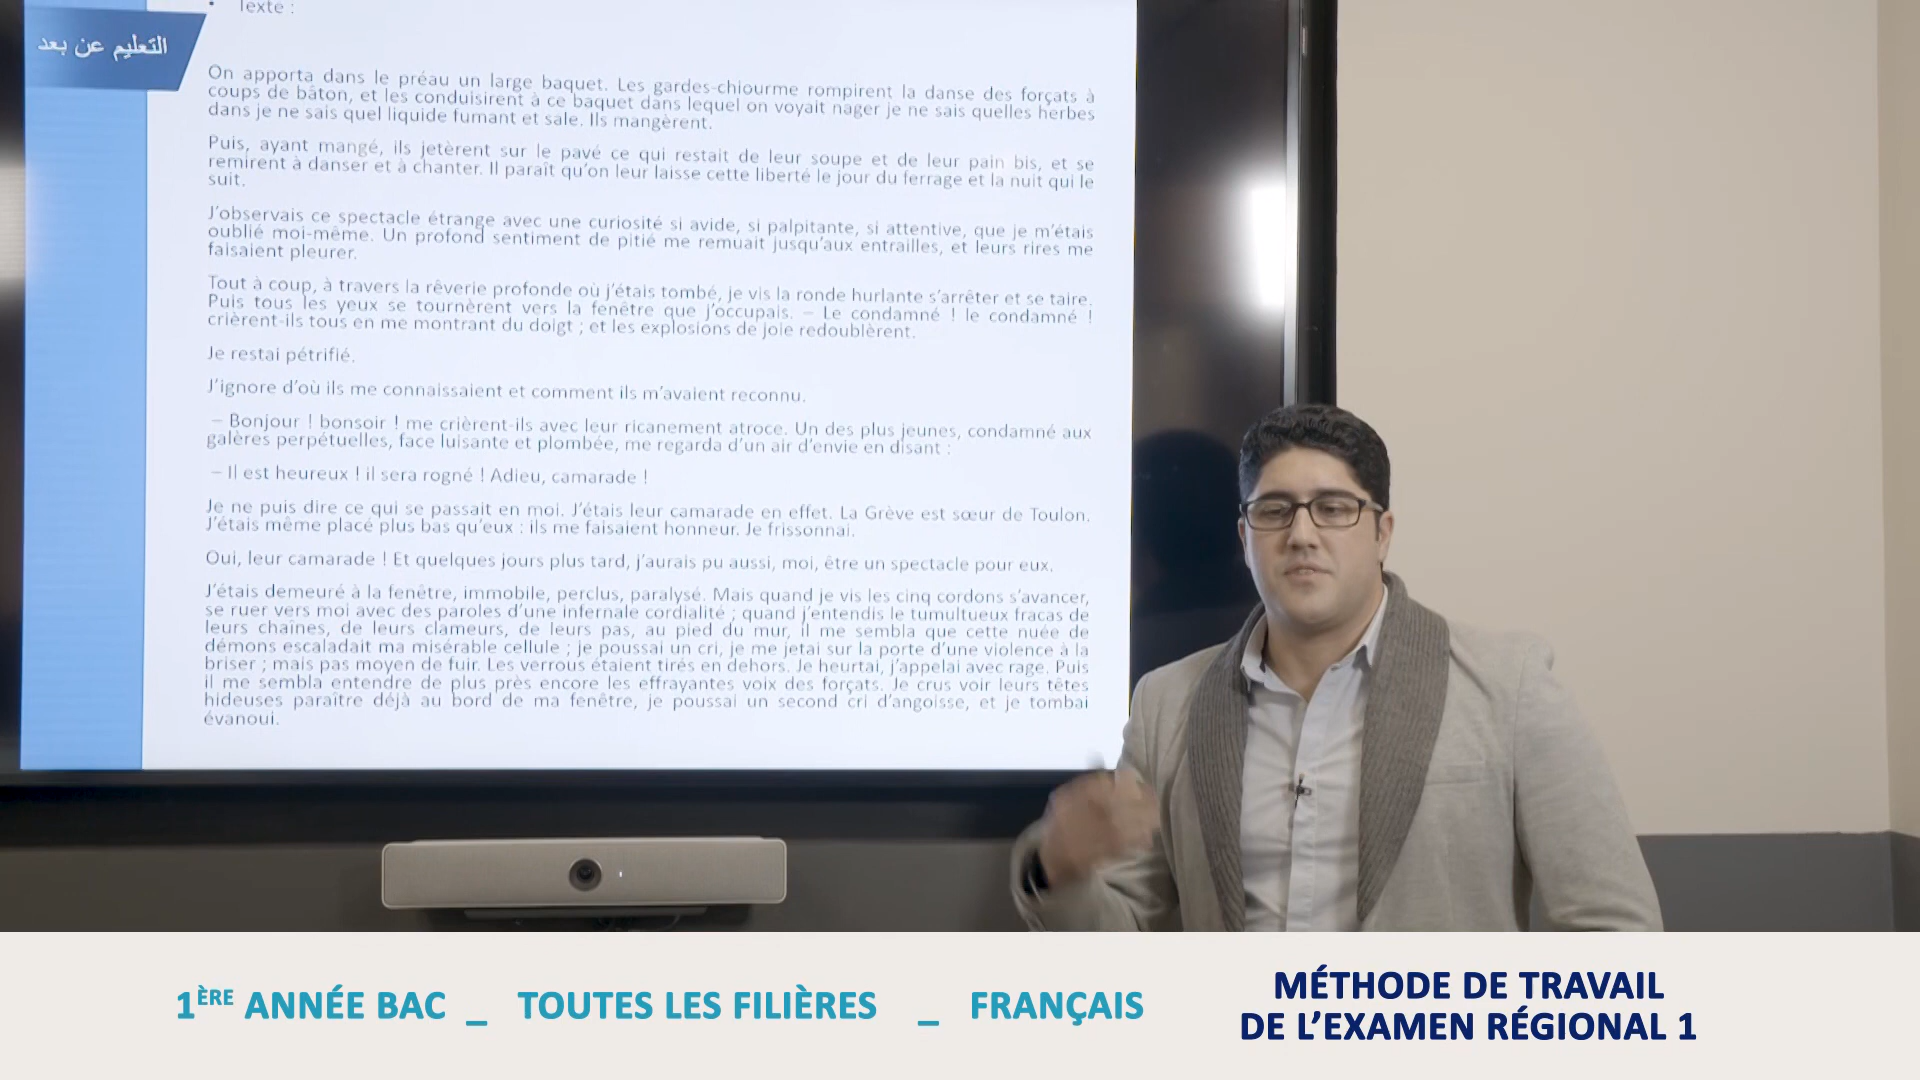 • Texte :
التعليم عن بعد
On apporta dans le préau un large baquet. Les gardes-chiourme rompirent la danse des forçats à
coups de bâton, et les conduisirent à ce baquet dans lequel on voyait nager je ne sais quelles herbes
dans je ne sais quel liquide fumant et sale. Ils mangèrent.
Puis, ayant mangé, ils jetèrent sur le pavé ce qui restait de leur soupe et de leur pain bis, et se
remirent à danser et à chanter. Il paraît qu'on leur laisse cette liberté le jour du ferrage et la nuit qui le
suit.
J'observais ce spectacle étrange avec une curiosité si avide, si palpitante, si attentive, que je m'étais
oublié moi-même. Un profond sentiment de pitié me remuait jusqu'aux entrailles, et leurs rires me
faisaient pleurer.
Tout à coup, à travers la rêverie profonde où j'étais tombé, je vis la ronde hurlante s'arrêter et se taire.
Puis tous les yeux se tournèrent vers la fenêtre que j'occupais. – Le condamné ! le condamné !
crièrent-ils tous en me montrant du doigt ; et les explosions de joie redoublèrent.
Je restai pétrifié.
J'ignore d'où ils me connaissaient et comment ils m'avaient reconnu.
– Bonjour ! bonsoir ! me crièrent-ils avec leur ricanement atroce. Un des plus jeunes, condamné aux
galères perpétuelles, face luisante et plombée, me regarda d'un air d'envie en disant :
– Il est heureux ! il sera rogné ! Adieu, camarade !
Je ne puis dire ce qui se passait en moi. J'étais leur camarade en effet. La Grève est sœur de Toulon.
J'étais même placé plus bas qu'eux : ils me faisaient honneur. Je frissonnai.
Oui, leur camarade ! Et quelques jours plus tard, j'aurais pu aussi, moi, être un spectacle pour eux.
J'étais demeuré à la fenêtre, immobile, perclus, paralysé. Mais quand je vis les cinq cordons s'avancer,
se ruer vers moi avec des paroles d'une infernale cordialité ; quand j'entendis le tumultueux fracas de
leurs chaînes, de leurs clameurs, de leurs pas, au pied du mur, il me sembla que cette nuée de
démons escaladait ma misérable cellule ; je poussai un cri, je me jetai sur la porte d'une violence à la
briser ; mais pas moyen de fuir. Les verrous étaient tirés en dehors. Je heurtai, j'appelai avec rage. Puis
il me sembla entendre de plus près encore les effrayantes voix des forçats. Je crus voir leurs têtes
hideuses paraître déjà au bord de ma fenêtre, je poussai un second cri d'angoisse, et je tombai
évanoui.
1ÈRE ANNÉE BAC _ TOUTES LES FILIÈRES _ FRANÇAIS
MÉTHODE DE TRAVAIL
DE L'EXAMEN RÉGIONAL 1